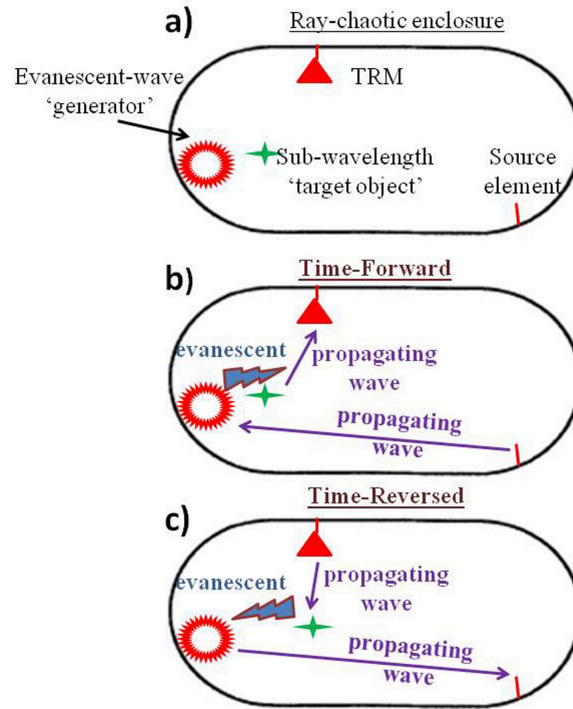 a)
Ray-chaotic enclosure
Evanescent-wave
‘generator’
TRM
Sub-wavelength
‘target object’
Source
element
Time-Forward
b)
evanescent
propagating
wave
propagating
wave
Time-Reversed
c)
evanescent
propagating
wave
propagating
wave